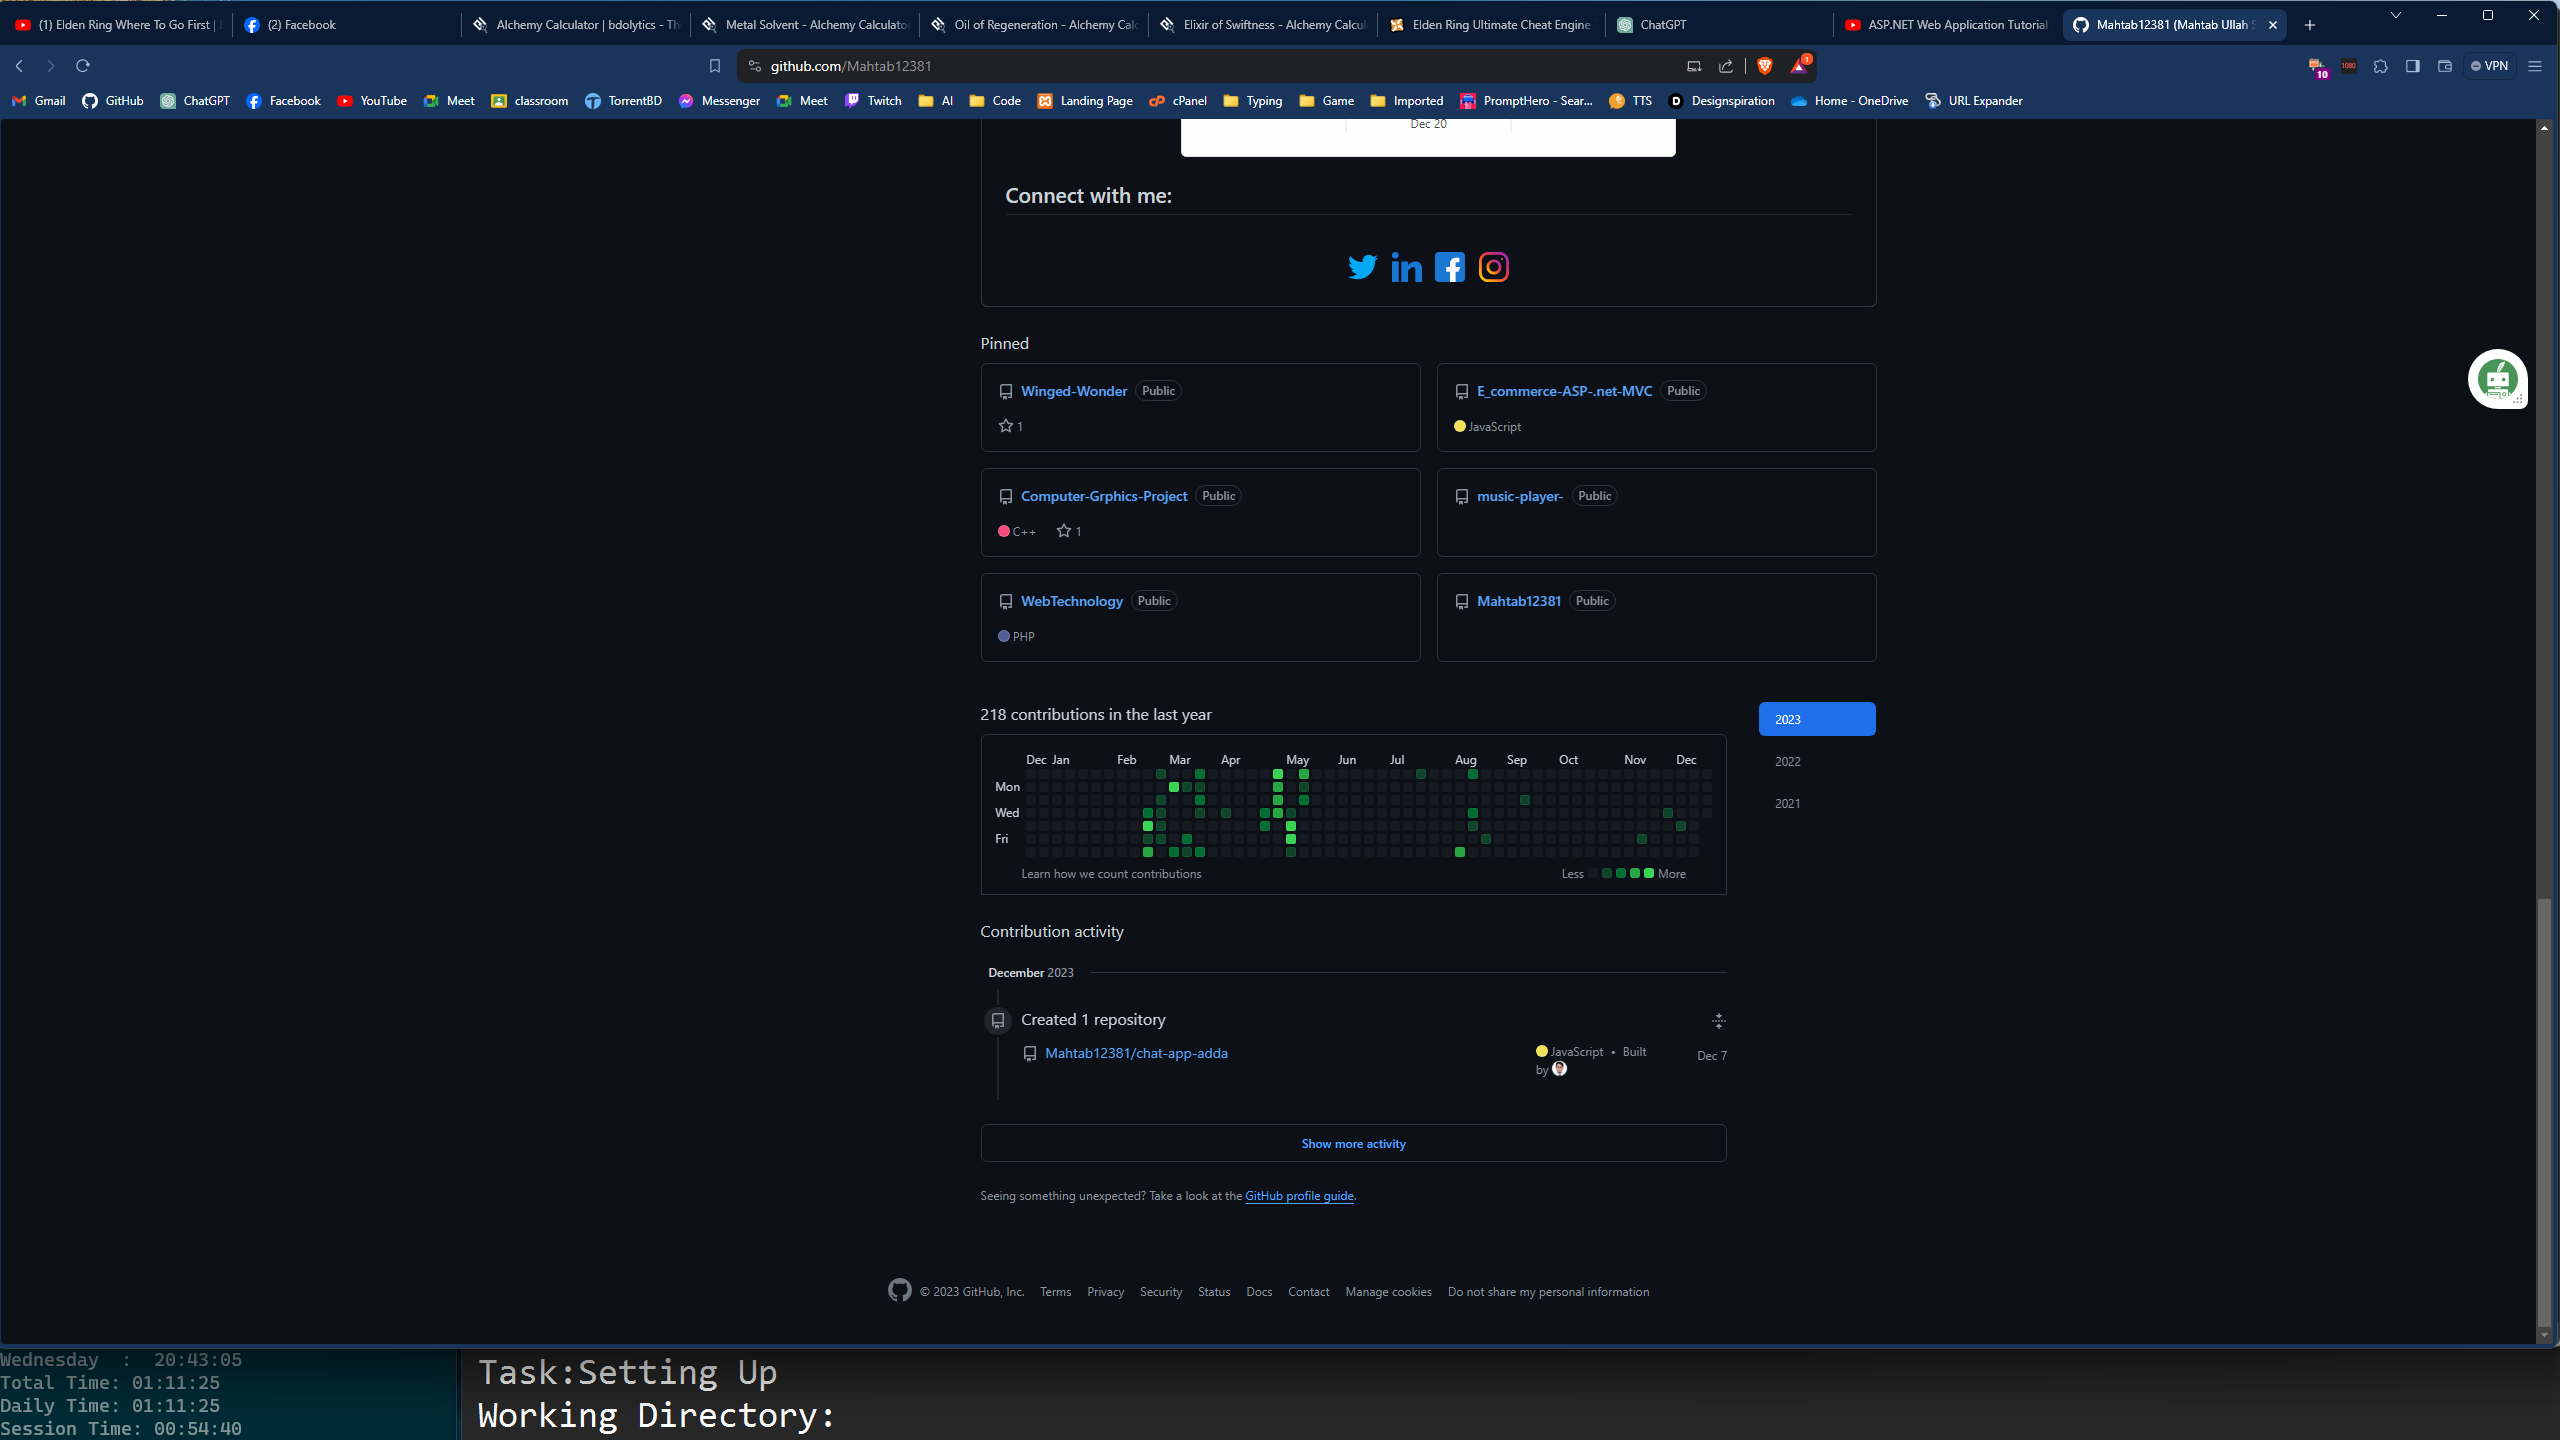 (1) Elden Ring Where To Go First |
(2) Facebook
Alchemy Calculator | bdolytics - Th
Metal Solvent - Alchemy Calculator
Oil of Regeneration - Alchemy Calc
Elixir of Swiftness - Alchemy Calcul
Elden Ring Ultimate Cheat Engine
ChatGPT
ASP.NET Web Application Tutorial
Mahtab12381 (Mahtab Ullah S
github.com/Mahtab12381
1
10
1080
VPN
Gmail
GitHub
ChatGPT
Facebook
YouTube
Meet
classroom
TorrentBD
Messenger
Meet
Twitch
AI
Code
Landing Page
cPanel
Typing
Game
Imported
PromptHero - Sear...
TTS
Designspiration
Home - OneDrive
URL Expander
Dec 20
Connect with me:
Pinned
Winged-Wonder Public
1
E_commerce-ASP-.net-MVC Public
JavaScript
Computer-Grphics-Project Public
C++ 1
music-player- Public
WebTechnology Public
PHP
Mahtab12381 Public
218 contributions in the last year
2023
2022
2021
Dec Jan Feb Mar Apr May Jun Jul Aug Sep Oct Nov Dec
Mon
Wed
Fri
Learn how we count contributions
Less More
Contribution activity
December 2023
Created 1 repository
Mahtab12381/chat-app-adda
JavaScript • Built
by
Dec 7
Show more activity
Seeing something unexpected? Take a look at the GitHub profile guide.
© 2023 GitHub, Inc. Terms Privacy Security Status Docs Contact Manage cookies Do not share my personal information
Wednesday : 20:43:05
Total Time: 01:11:25
Daily Time: 01:11:25
Session Time: 00:54:40
Task:Setting Up
Working Directory: